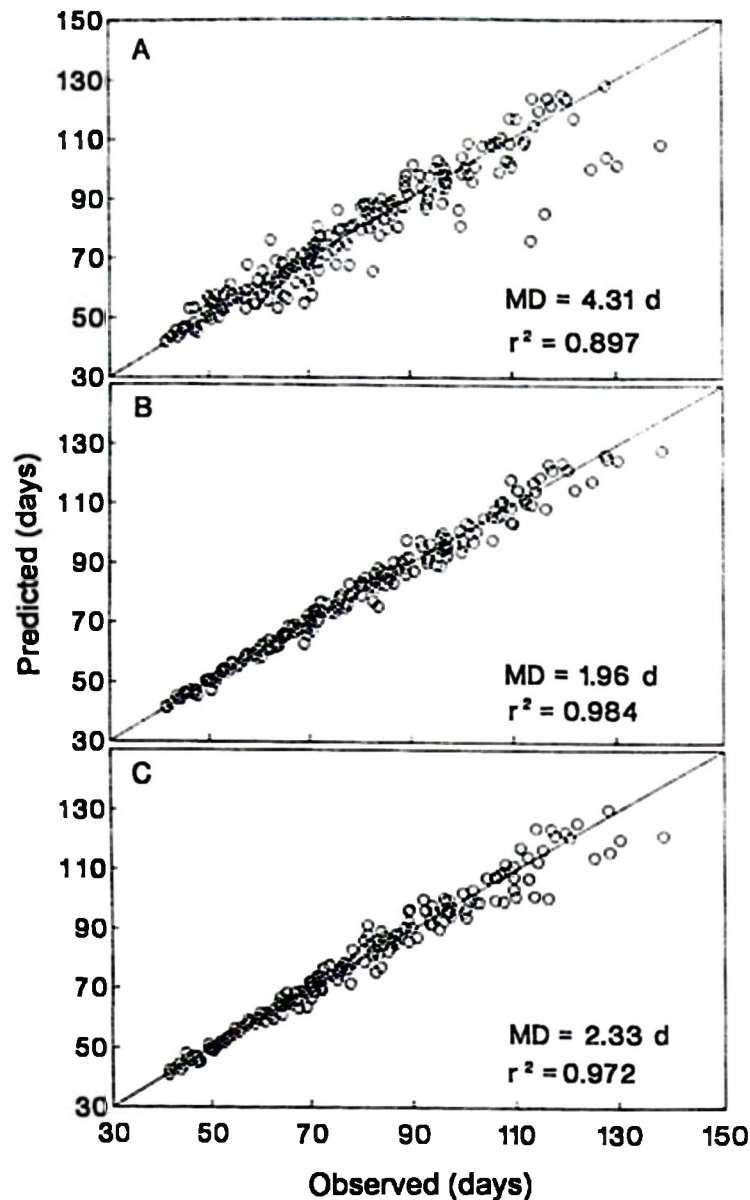 150
A
130
110
90
70
50
30
MD = 4.31 d
r² = 0.897
B
130
110
90
70
50
30
MD = 1.96 d
r² = 0.984
Predicted (days)
C
130
110
90
70
50
30
MD = 2.33 d
r² = 0.972
30 50 70 90 110 130 150
Observed (days)